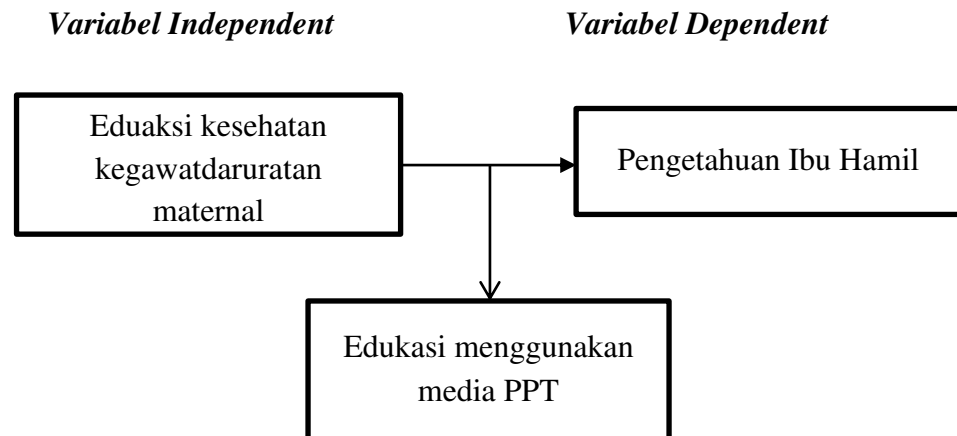 Variabel Independent
Variabel Dependent
Eduaksi kesehatan
kegawatdaruratan
maternal
Pengetahuan Ibu Hamil
Edukasi menggunakan
media PPT